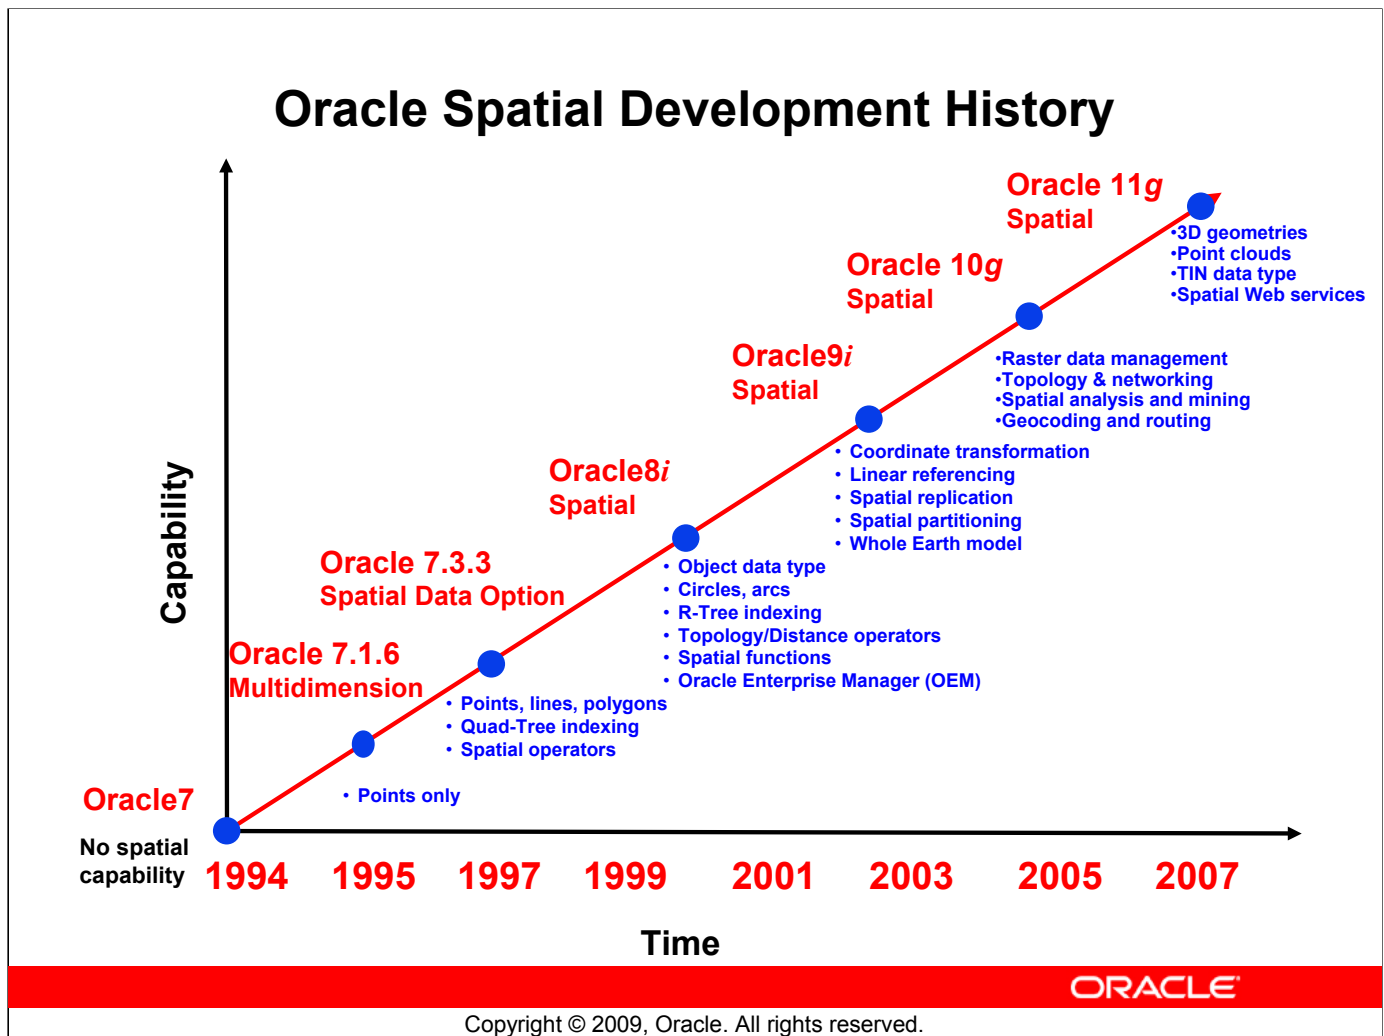 Oracle Spatial Development History
Oracle 11g
Spatial
•3D geometries
•Point clouds
•TIN data type
•Spatial Web services
Oracle 10g
Spatial
•Raster data management
•Topology & networking
•Spatial analysis and mining
•Geocoding and routing
Oracle9i
Spatial
• Coordinate transformation
• Linear referencing
• Spatial replication
• Spatial partitioning
• Whole Earth model
Oracle8i
Spatial
• Object data type
• Circles, arcs
• R-Tree indexing
• Topology/Distance operators
• Spatial functions
• Oracle Enterprise Manager (OEM)
Capability
Oracle 7.3.3
Spatial Data Option
• Points, lines, polygons
• Quad-Tree indexing
• Spatial operators
Oracle 7.1.6
Multidimension
• Points only
Oracle7
No spatial
capability
1994 1995 1997 1999 2001 2003 2005 2007
Time
ORACLE
Copyright © 2009, Oracle. All rights reserved.